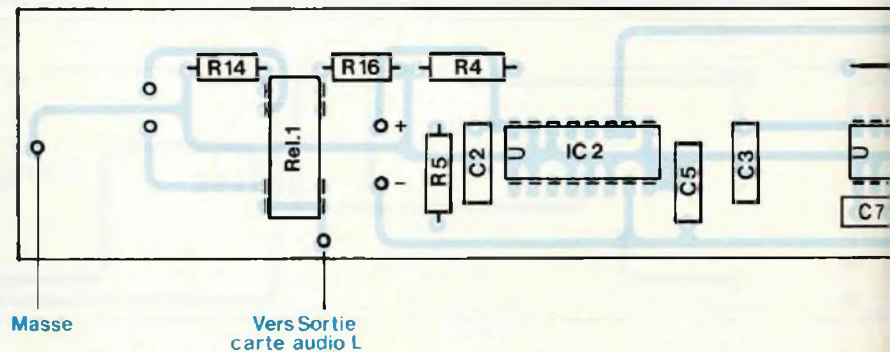 R14
R16
R4
Rel.1
+
-
R5
C2
IC 2
C5
C3
C7
Masse
Vers Sortie
carte audio L